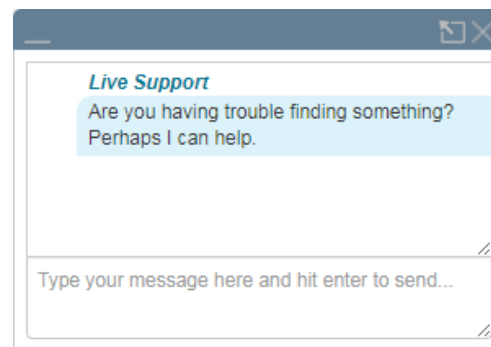 Live Support
Are you having trouble finding something?
Perhaps I can help.
Type your message here and hit enter to send...